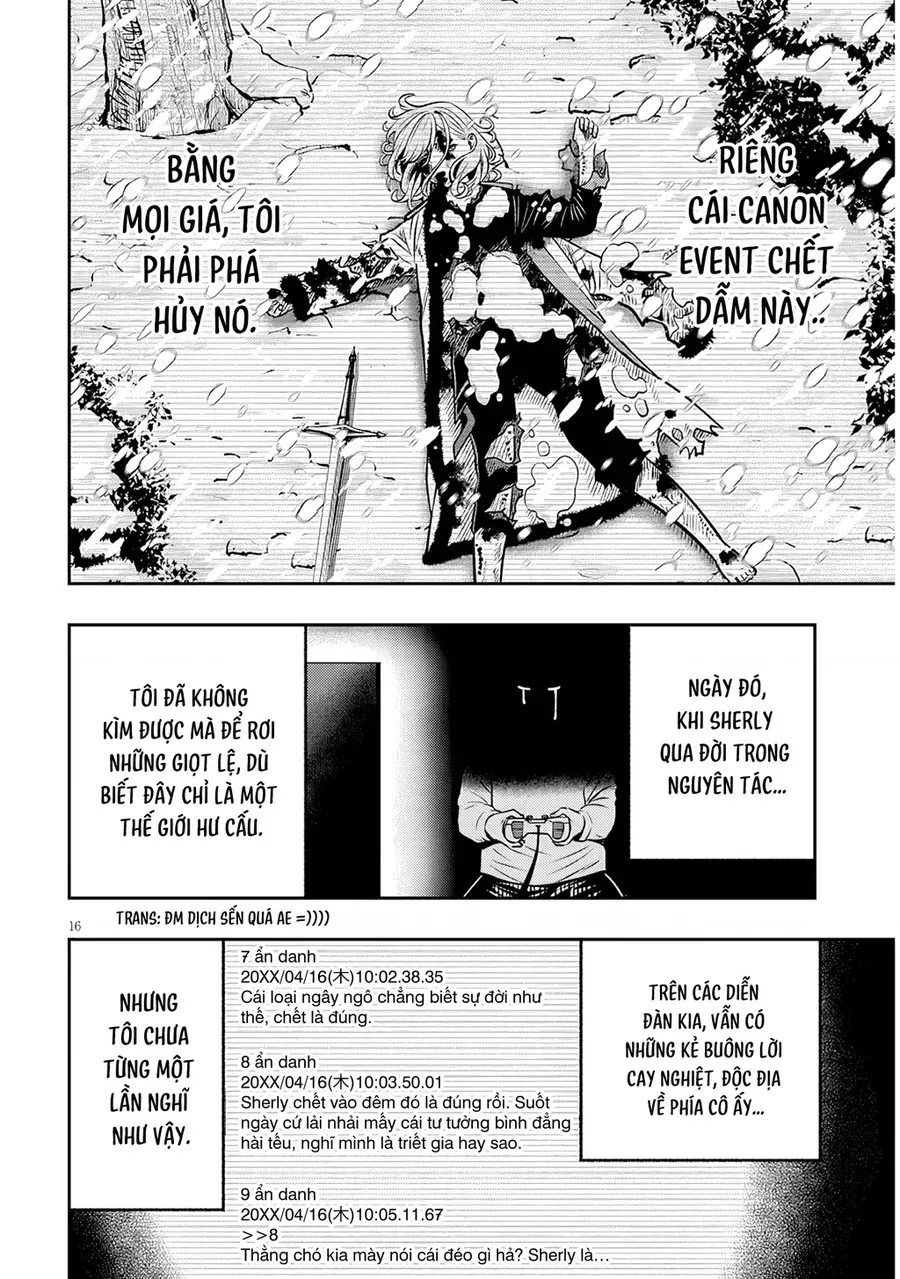 RIÊNG
CÁI CANON
EVENT CHẾT
DẪM NÀY..
BẰNG
MỌI GIÁ, TÔI
PHẢI PHÁ
HỦY NÓ.
NGÀY ĐÓ,
KHI SHERLY
QUA ĐỜI TRONG
NGUYÊN TÁC...
TÔI ĐÃ KHÔNG
KÌM ĐƯỢC MÀ ĐỂ RƠI
NHỮNG GIỌT LỆ, DÙ
BIẾT ĐÂY CHỈ LÀ MỘT
THẾ GIỚI HƯ CẤU.
16
TRANS: ĐM DỊCH SẾN QUÁ AE =))))
TRÊN CÁC DIỄN
ĐÀN KIA, VẪN CÓ
NHỮNG KẺ BUÔNG LỜI
CAY NGHIỆT, ĐỘC ĐỊA
VỀ PHÍA CÔ ẤY...
7 ẩn danh
20XX/04/16(木)10:02.38.35
Cái loại ngây ngô chẳng biết sự đời như
thế, chết là đúng.
8 ẩn danh
20XX/04/16(木)10:03.50.01
Sherly chết vào đêm đó là đúng rồi. Suốt
ngày cứ lải nhải mấy cái tư tưởng bình đẳng
hài tếu, nghĩ mình là triết gia hay sao.
9 ẩn danh
20XX/04/16(木)10:05.11.67
>>8
Thằng chó kia mày nói cái đéo gì hả? Sherly là...
NHƯNG
TÔI CHƯA
TỪNG MỘT
LẦN NGHĨ
NHƯ VẬY.